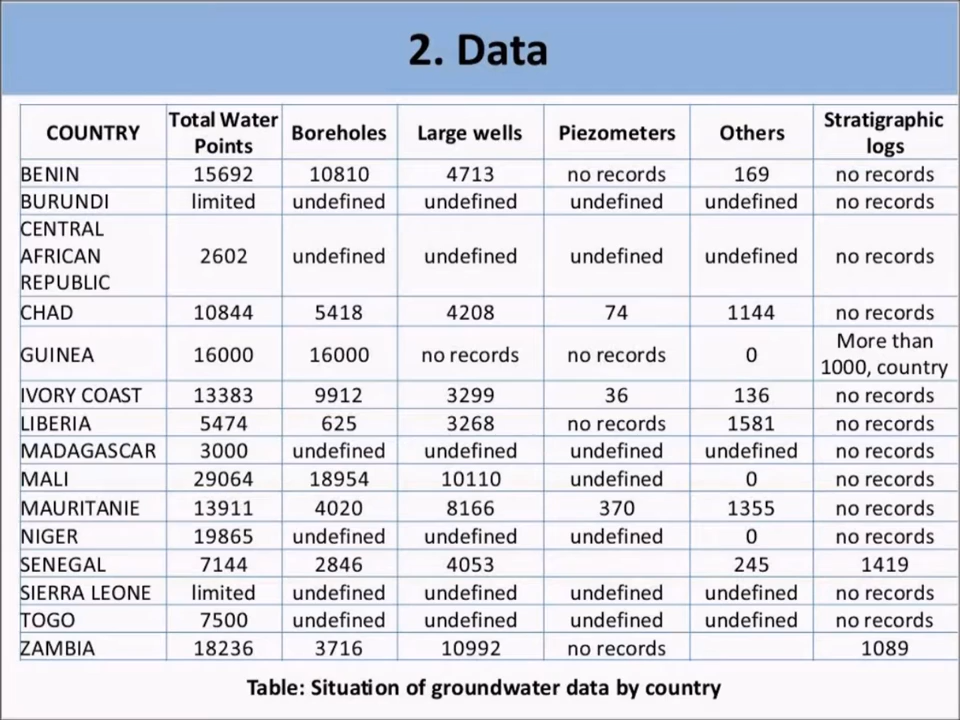 2. Data
COUNTRY Total Water Points Boreholes Large wells Piezometers Others Stratigraphic logs
BENIN 15692 10810 4713 no records 169 no records
BURUNDI limited undefined undefined undefined undefined no records
CENTRAL AFRICAN REPUBLIC 2602 undefined undefined undefined undefined no records
CHAD 10844 5418 4208 74 1144 no records
GUINEA 16000 16000 no records no records 0 More than 1000, country
IVORY COAST 13383 9912 3299 36 136 no records
LIBERIA 5474 625 3268 no records 1581 no records
MADAGASCAR 3000 undefined undefined undefined undefined no records
MALI 29064 18954 10110 undefined 0 no records
MAURITANIE 13911 4020 8166 370 1355 no records
NIGER 19865 undefined undefined undefined 0 no records
SENEGAL 7144 2846 4053 245 1419
SIERRA LEONE limited undefined undefined undefined undefined no records
TOGO 7500 undefined undefined undefined undefined no records
ZAMBIA 18236 3716 10992 no records 1089
Table: Situation of groundwater data by country